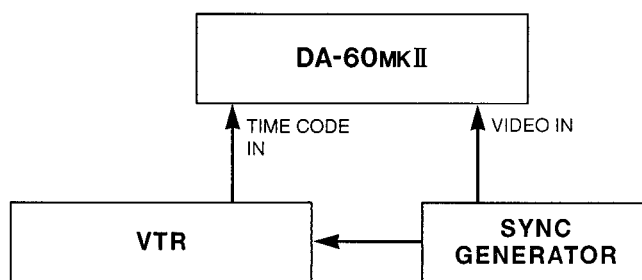 DA-60MKII
TIME CODE
IN
VIDEO IN
VTR
SYNC
GENERATOR